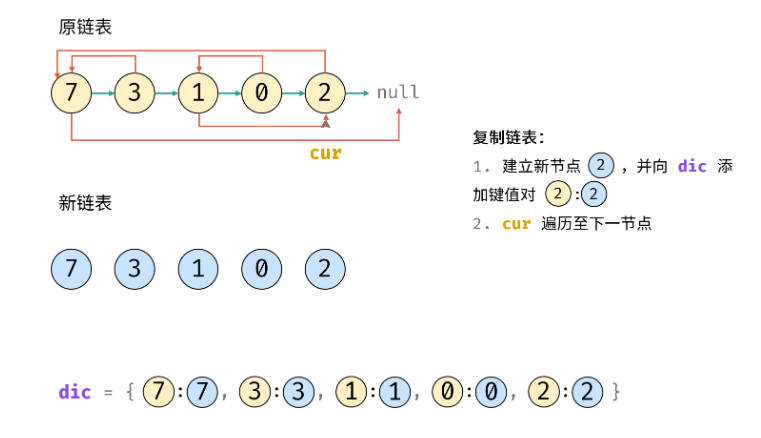 原链表
7 3 1 0 2 null
cur
复制链表：
1. 建立新节点 2 ，并向 dic 添
加键值对 2:2
2. cur 遍历至下一节点
新链表
7 3 1 0 2
dic = { 7:7, 3:3, 1:1, 0:0, 2:2 }